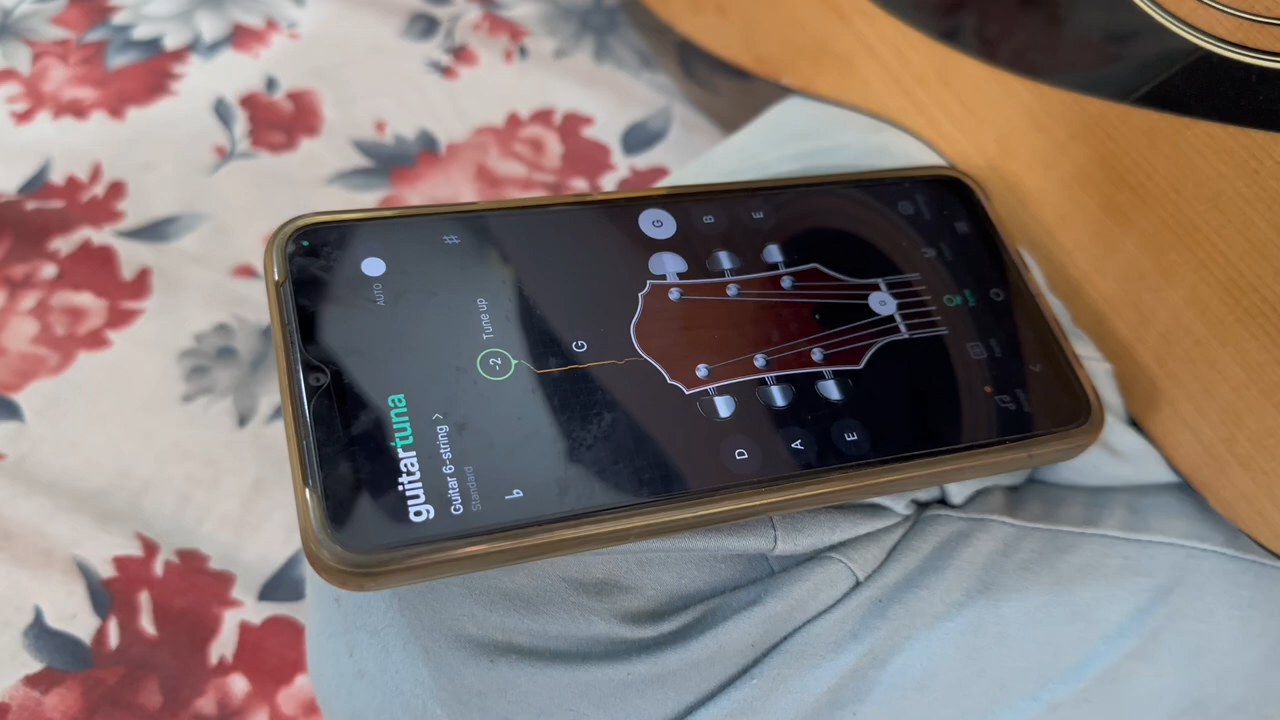 guitartuna
AUTO
Guitar 6-string >
Standard
♭
-2
Tune up
#
G
D
G
A
B
E
E